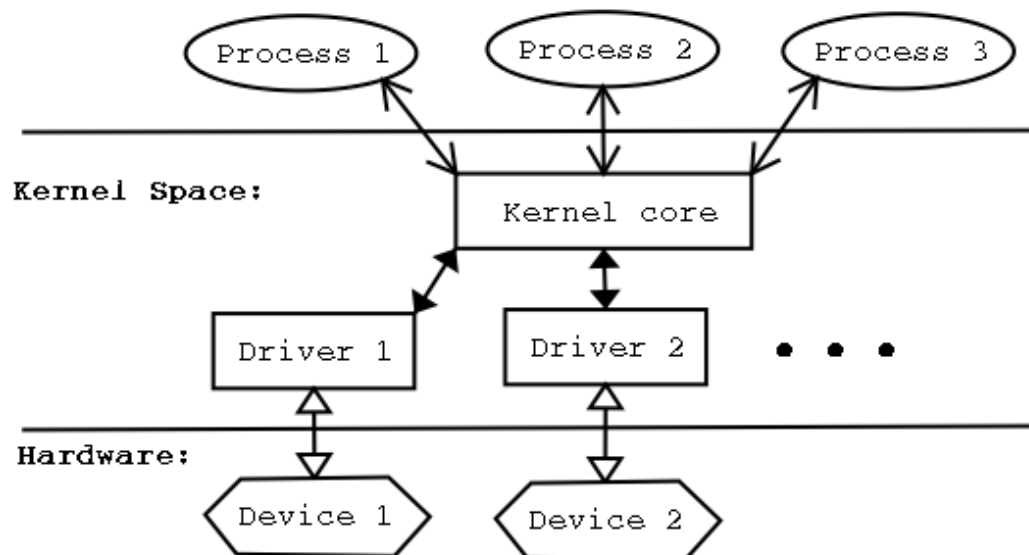 Process 1
Process 2
Process 3
Kernel Space:
Kernel core
Driver 1
Driver 2
Hardware:
Device 1
Device 2